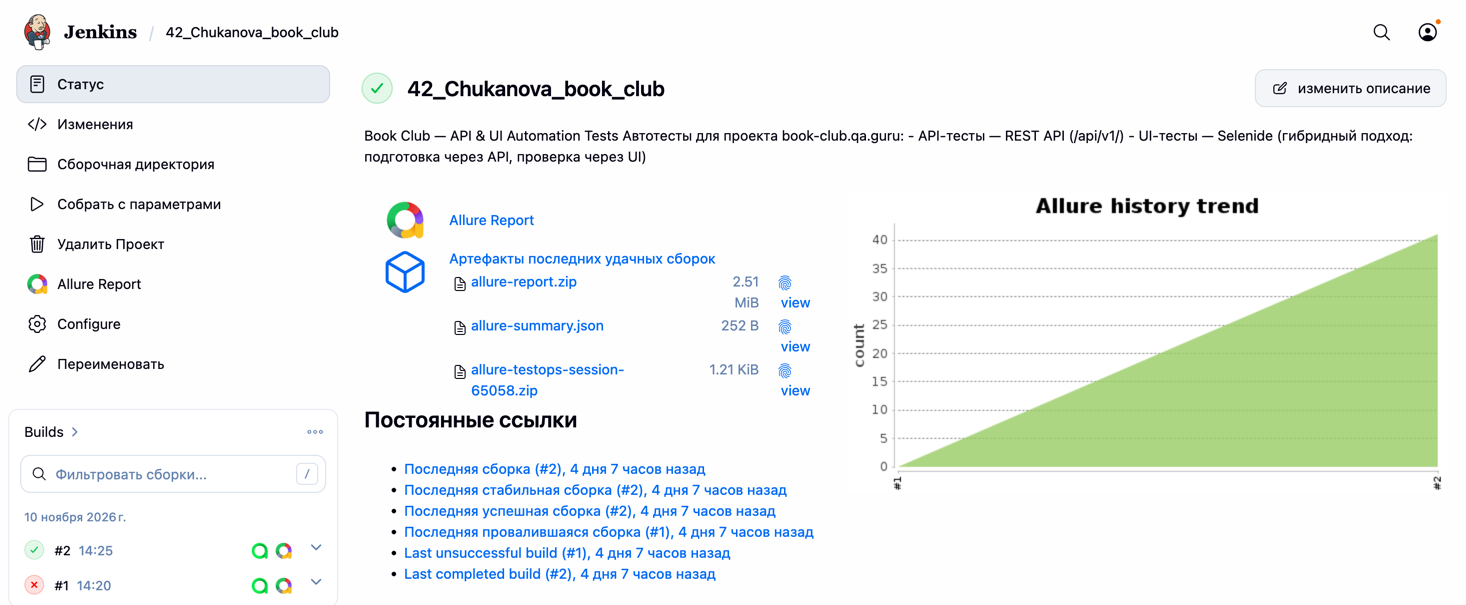 Jenkins / 42_Chukanova_book_club
Статус
Изменения
Сборочная директория
Собрать с параметрами
Удалить Проект
Allure Report
Configure
Переименовать
Builds
Фильтровать сборки... /
10 ноября 2026 г.
#2 14:25
#1 14:20
42_Chukanova_book_club
изменить описание
Book Club — API & UI Automation Tests Автотесты для проекта book-club.qa.guru: - API-тесты — REST API (/api/v1/) - UI-тесты — Selenide (гибридный подход:
подготовка через API, проверка через UI)
Allure Report
Артефакты последних удачных сборок
allure-report.zip 2.51
MiB view
allure-summary.json 252 B
view
allure-testops-session- 1.21 KiB
65058.zip view
Постоянные ссылки
Последняя сборка (#2), 4 дня 7 часов назад
Последняя стабильная сборка (#2), 4 дня 7 часов назад
Последняя успешная сборка (#2), 4 дня 7 часов назад
Последняя провалившаяся сборка (#1), 4 дня 7 часов назад
Last unsuccessful build (#1), 4 дня 7 часов назад
Last completed build (#2), 4 дня 7 часов назад
Allure history trend
count
40
35
30
25
20
15
10
5
0
#1
#2